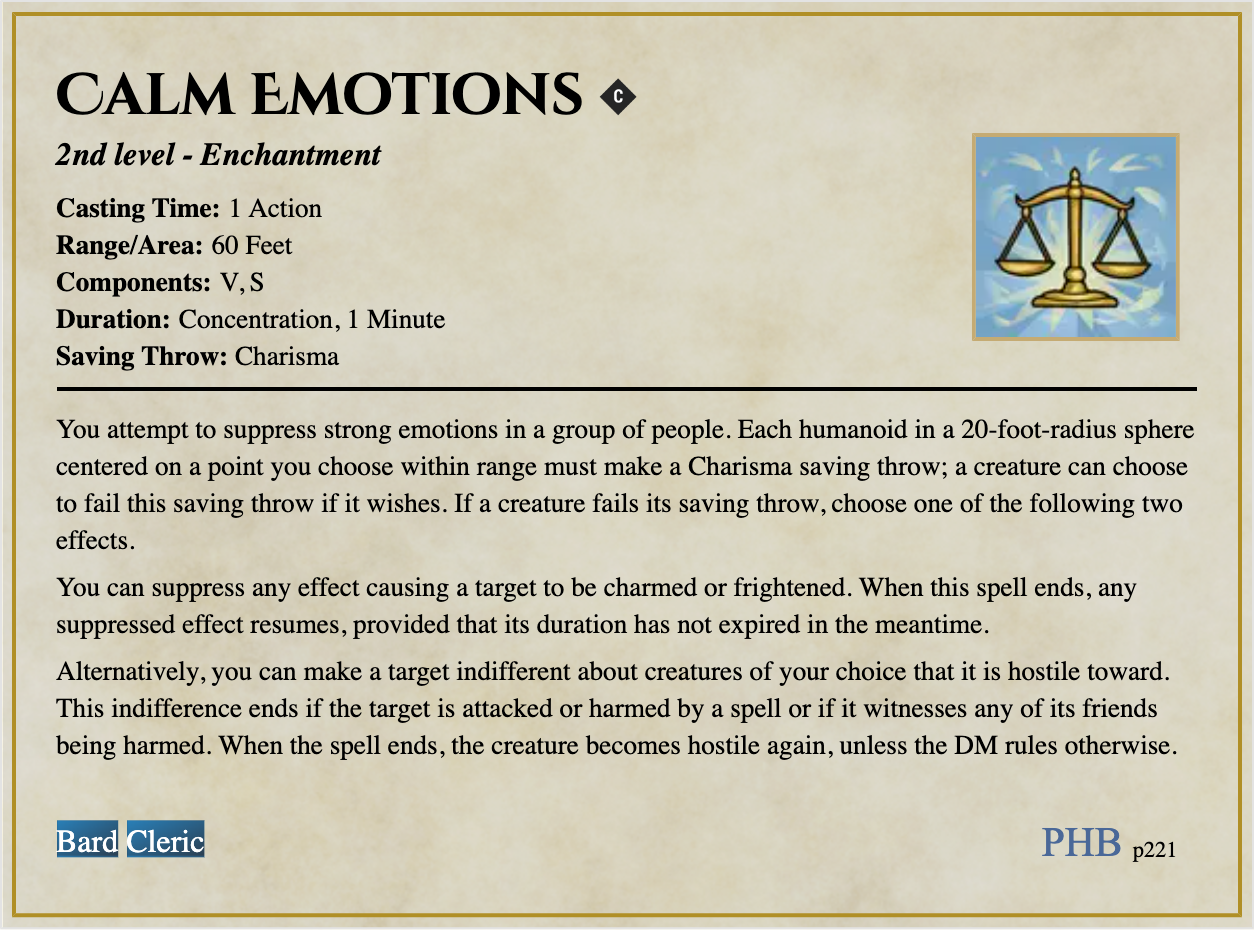 Calm Emotions C
2nd level - Enchantment
Casting Time: 1 Action
Range/Area: 60 Feet
Components: V, S
Duration: Concentration, 1 Minute
Saving Throw: Charisma
You attempt to suppress strong emotions in a group of people. Each humanoid in a 20-foot-radius sphere
centered on a point you choose within range must make a Charisma saving throw; a creature can choose
to fail this saving throw if it wishes. If a creature fails its saving throw, choose one of the following two
effects.
You can suppress any effect causing a target to be charmed or frightened. When this spell ends, any
suppressed effect resumes, provided that its duration has not expired in the meantime.
Alternatively, you can make a target indifferent about creatures of your choice that it is hostile toward.
This indifference ends if the target is attacked or harmed by a spell or if it witnesses any of its friends
being harmed. When the spell ends, the creature becomes hostile again, unless the DM rules otherwise.
Bard Cleric
PHB p221